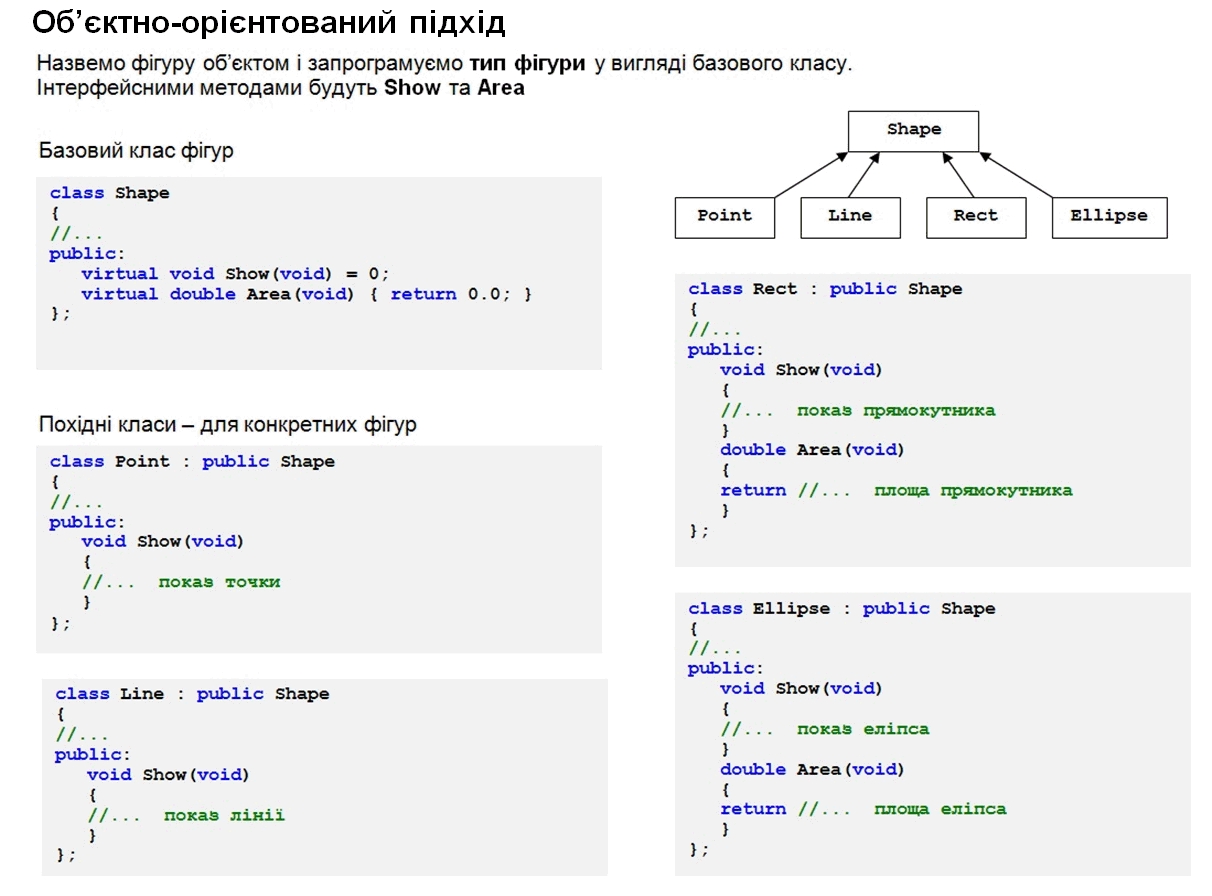 Об’єктно-орієнтований підхід
Назвемо фігуру об’єктом і запрограмуємо тип фігури у вигляді базового класу.
Інтерфейсними методами будуть Show та Area
Базовий клас фігур
class Shape
{
//...
public:
   virtual void Show(void) = 0;
   virtual double Area(void) { return 0.0; }
};
Похідні класи – для конкретних фігур
class Point : public Shape
{
//...
public:
   void Show(void)
   {
   //...  показ точки
   }
};
class Line : public Shape
{
//...
public:
   void Show(void)
   {
   //...  показ лінії
   }
};
Shape
Point Line Rect Ellipse
class Rect : public Shape
{
//...
public:
   void Show(void)
   {
   //...  показ прямокутника
   }
   double Area(void)
   {
   return //...  площа прямокутника
   }
};
class Ellipse : public Shape
{
//...
public:
   void Show(void)
   {
   //...  показ еліпса
   }
   double Area(void)
   {
   return //...  площа еліпса
   }
};